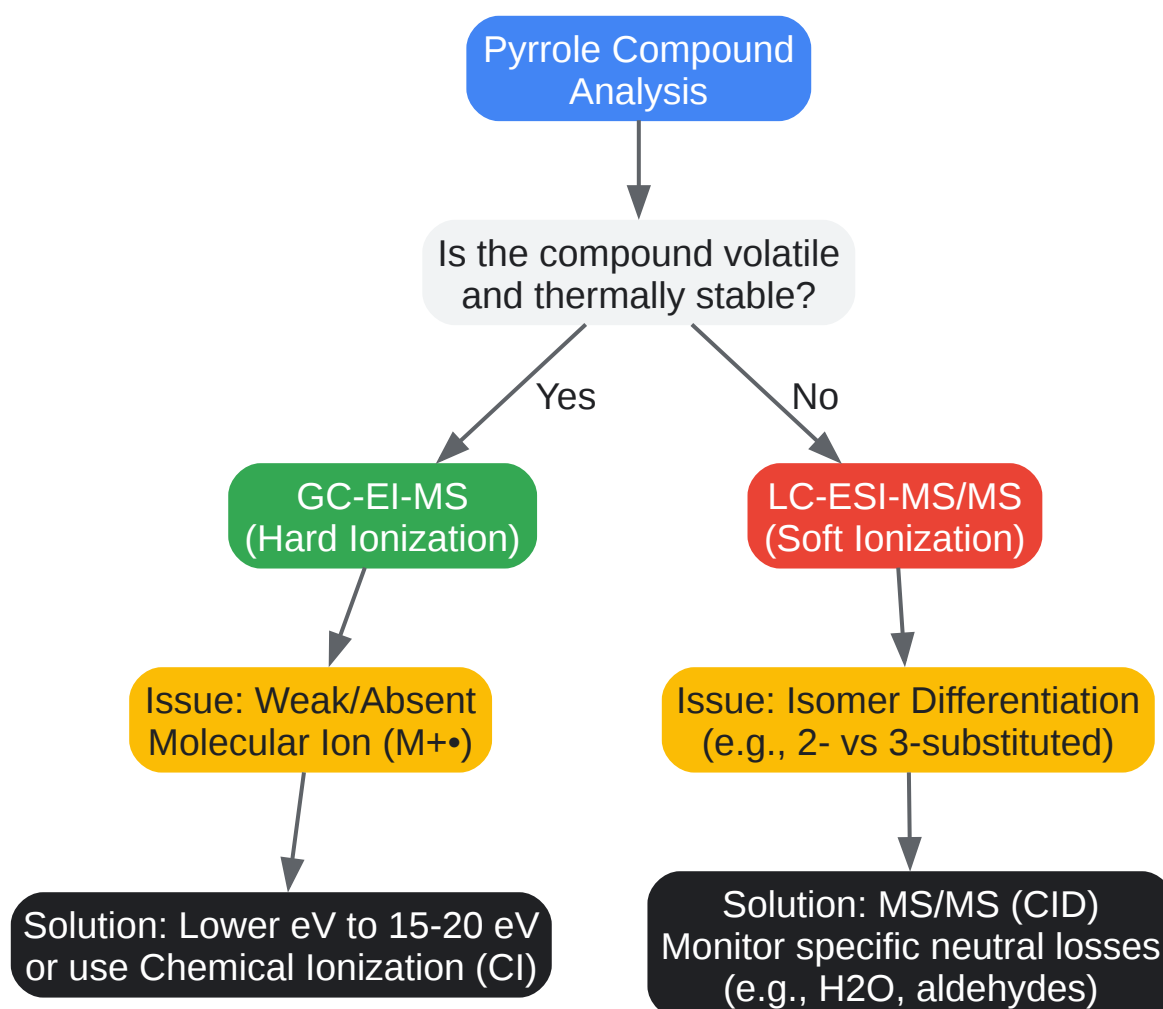 Pyrrole Compound
Analysis
Is the compound volatile
and thermally stable?
Yes
No
GC-EI-MS
(Hard Ionization)
LC-ESI-MS/MS
(Soft Ionization)
Issue: Weak/Absent
Molecular Ion (M+•)
Issue: Isomer Differentiation
(e.g., 2- vs 3-substituted)
Solution: Lower eV to 15-20 eV
or use Chemical Ionization (CI)
Solution: MS/MS (CID)
Monitor specific neutral losses
(e.g., H2O, aldehydes)